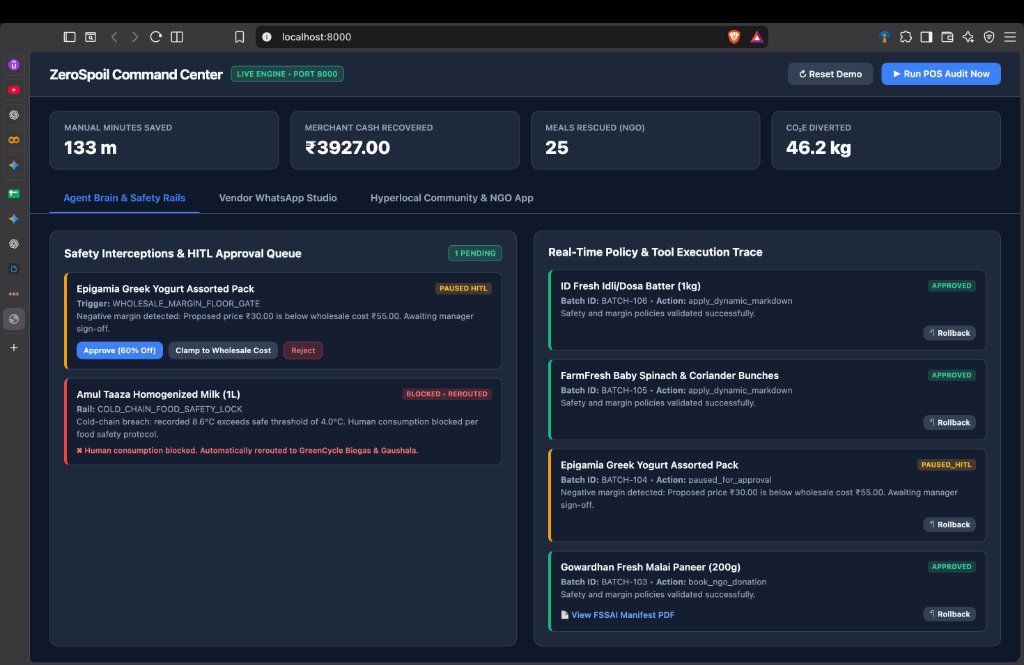 localhost:8000
ZeroSpoil Command Center
LIVE ENGINE • PORT 8000
↻ Reset Demo
▶ Run POS Audit Now
MANUAL MINUTES SAVED
133 m
MERCHANT CASH RECOVERED
₹3927.00
MEALS RESCUED (NGO)
25
CO₂E DIVERTED
46.2 kg
Agent Brain & Safety Rails
Vendor WhatsApp Studio
Hyperlocal Community & NGO App
Safety Interceptions & HITL Approval Queue
1 PENDING
Epigamia Greek Yogurt Assorted Pack
PAUSED HITL
Trigger: WHOLESALE_MARGIN_FLOOR_GATE
Negative margin detected: Proposed price ₹30.00 is below wholesale cost ₹55.00. Awaiting manager
sign-off.
Approve (60% Off)
Clamp to Wholesale Cost
Reject
Amul Taaza Homogenized Milk (1L)
BLOCKED • REROUTED
Rail: COLD_CHAIN_FOOD_SAFETY_LOCK
Cold-chain breach: recorded 8.6°C exceeds safe threshold of 4.0°C. Human consumption blocked per
food safety protocol.
✖ Human consumption blocked. Automatically rerouted to GreenCycle Biogas & Gaushala.
Real-Time Policy & Tool Execution Trace
ID Fresh Idli/Dosa Batter (1kg)
APPROVED
Batch ID: BATCH-106 • Action: apply_dynamic_markdown
Safety and margin policies validated successfully.
Rollback
FarmFresh Baby Spinach & Coriander Bunches
APPROVED
Batch ID: BATCH-105 • Action: apply_dynamic_markdown
Safety and margin policies validated successfully.
Rollback
Epigamia Greek Yogurt Assorted Pack
PAUSED_HITL
Batch ID: BATCH-104 • Action: paused_for_approval
Negative margin detected: Proposed price ₹30.00 is below wholesale cost ₹55.00. Awaiting manager
sign-off.
Rollback
Gowardhan Fresh Malai Paneer (200g)
APPROVED
Batch ID: BATCH-103 • Action: book_ngo_donation
Safety and margin policies validated successfully.
View FSSAI Manifest PDF
Rollback